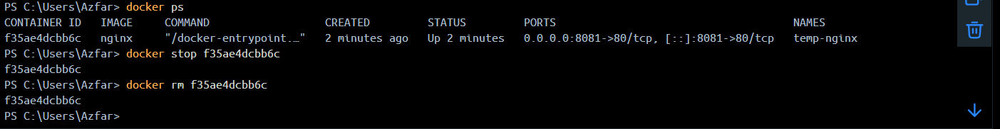 PS C:\Users\Azfar> docker ps
CONTAINER ID   IMAGE     COMMAND                  CREATED         STATUS         PORTS                                     NAMES
f35ae4dcbb6c   nginx     "/docker-entrypoint.…"   2 minutes ago   Up 2 minutes   0.0.0.0:8081->80/tcp, [::]:8081->80/tcp   temp-nginx
PS C:\Users\Azfar> docker stop f35ae4dcbb6c
f35ae4dcbb6c
PS C:\Users\Azfar> docker rm f35ae4dcbb6c
f35ae4dcbb6c
PS C:\Users\Azfar>